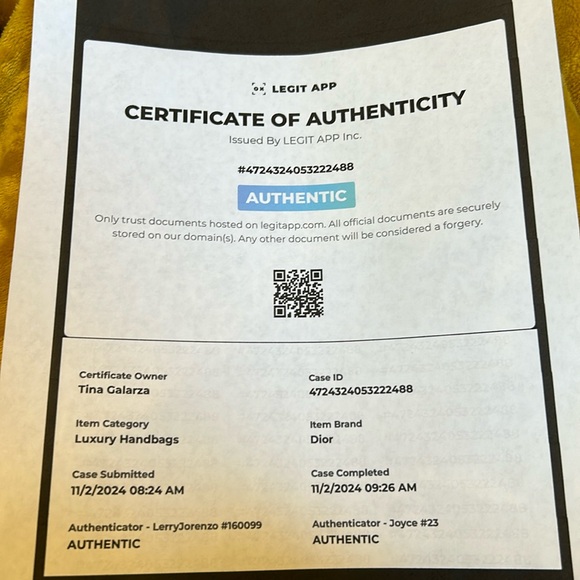 LEGIT APP
CERTIFICATE OF AUTHENTICITY
Issued By LEGIT APP Inc.
#4724324053222488
AUTHENTIC
Only trust documents hosted on legitapp.com. All official documents are securely
stored on our domain(s). Any other document will be considered a forgery.
Certificate Owner
Tina Galarza
Case ID
4724324053222488
Item Category
Luxury Handbags
Item Brand
Dior
Case Submitted
11/2/2024 08:24 AM
Case Completed
11/2/2024 09:26 AM
Authenticator - LerryJorenzo #160099
AUTHENTIC
Authenticator - Joyce #23
AUTHENTIC